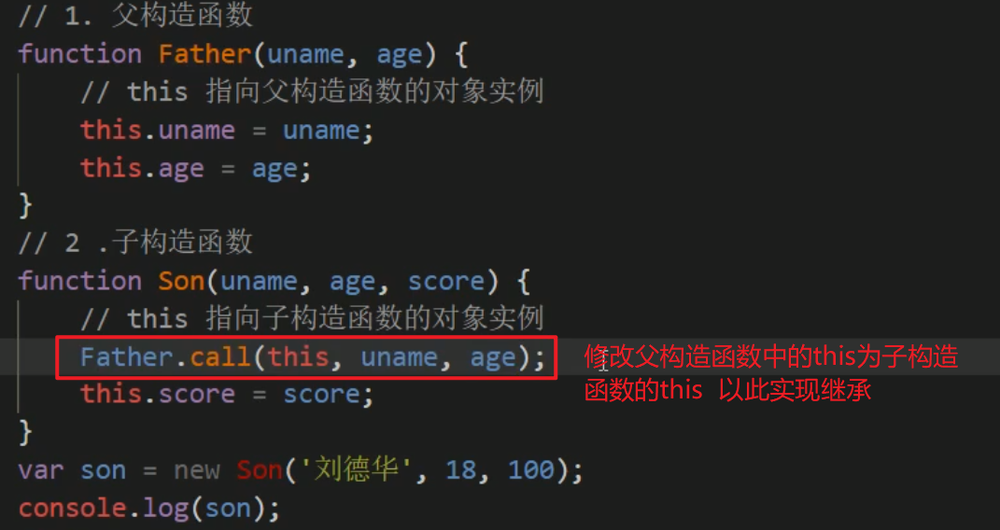 // 1. 父构造函数
function Father(uname, age) {
// this 指向父构造函数的对象实例
this.uname = uname;
this.age = age;
}
// 2 .子构造函数
function Son(uname, age, score) {
// this 指向子构造函数的对象实例
Father.call(this, uname, age);
修改父构造函数中的this为子构造
函数的this 以此实现继承
this.score = score;
}
var son = new Son('刘德华', 18, 100);
console.log(son);